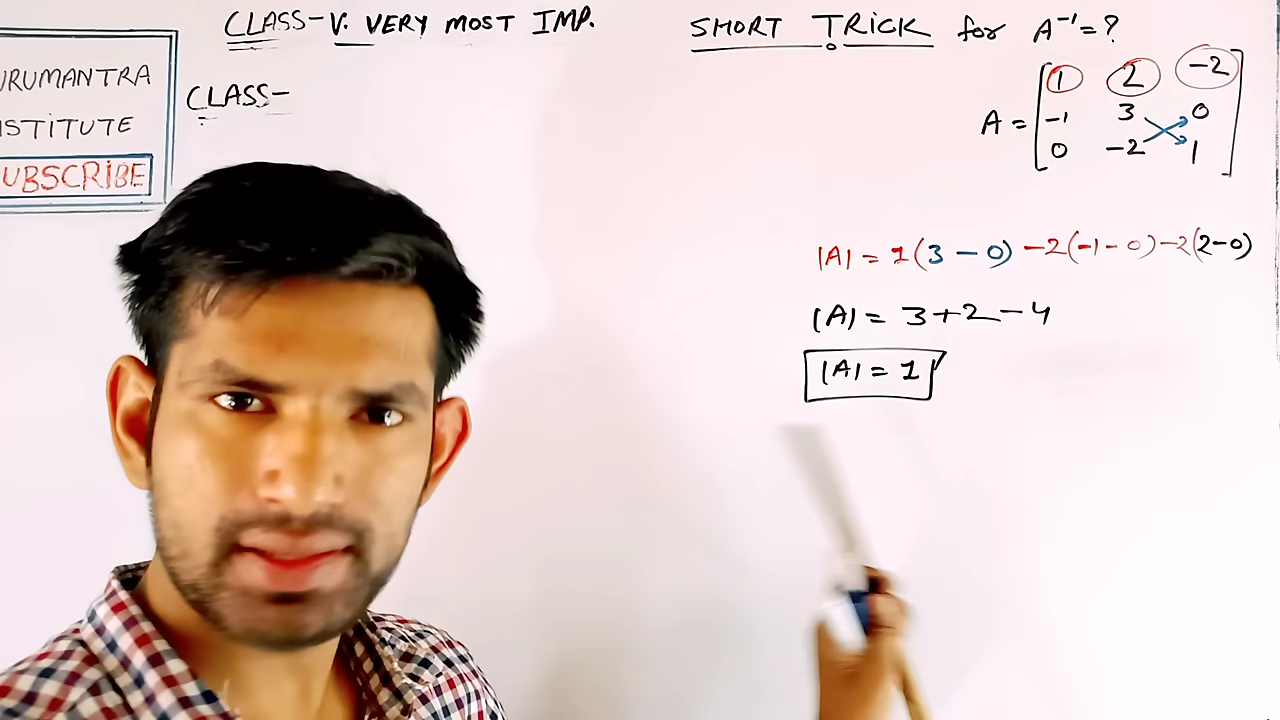 CLASS-V. VERY MOST IMP.
SHORT TRICK for A⁻¹=?
URUMANTRA
STITUTE
UBSCRIBE
CLASS-
A = [1 2 -2
-1 3 0
0 -2 1]
|A| = 1(3-0) -2(-1-0) -2(2-0)
|A| = 3+2-4
|A| = 1